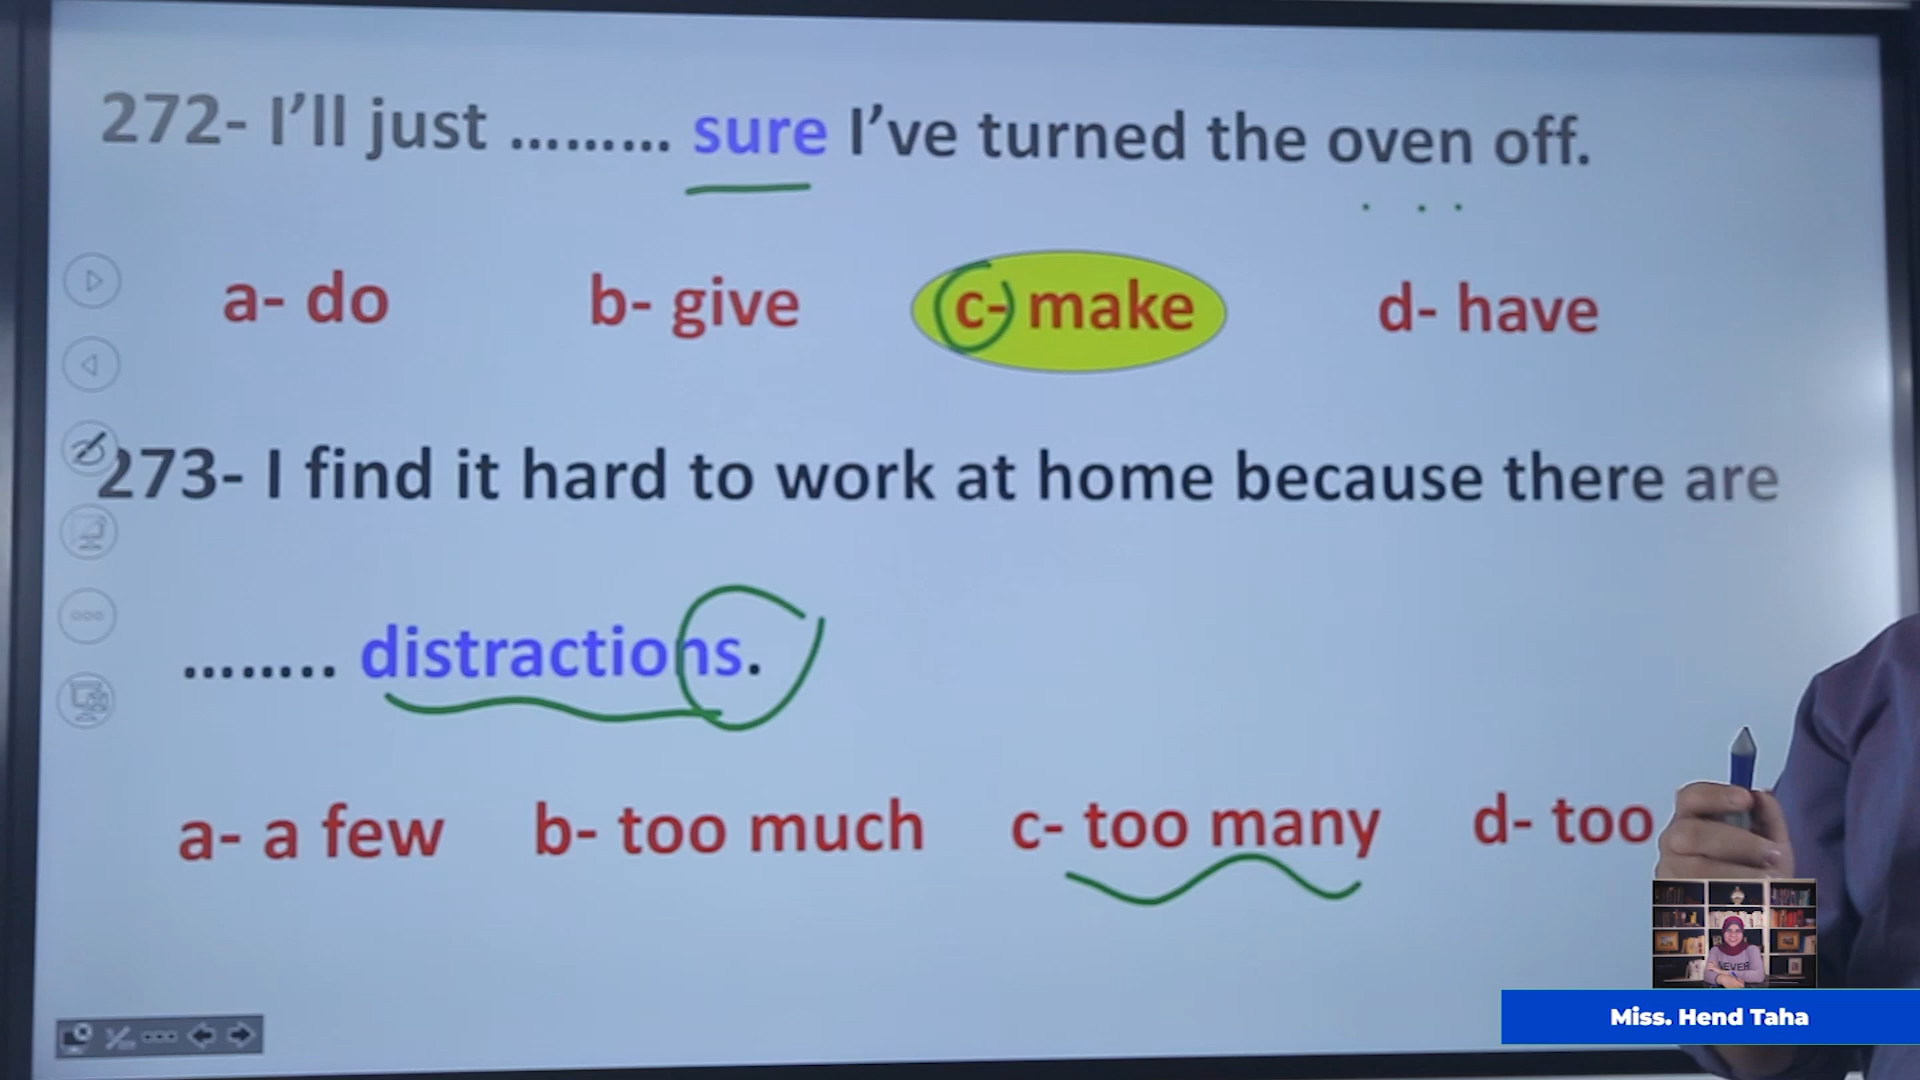 272- I'll just ......... sure I've turned the oven off.
a- do b- give c- make d- have
273- I find it hard to work at home because there are
........ distractions.
a- a few b- too much c- too many d- too
Miss. Hend Taha